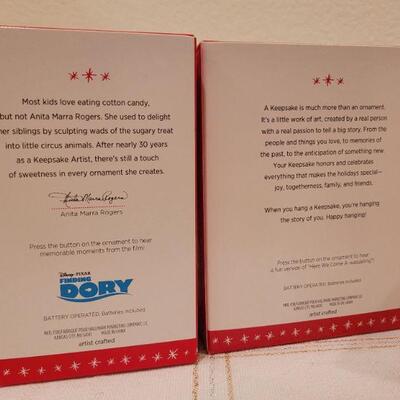 Most kids love eating cotton candy,
but not Anita Marra Rogers. She used to delight
her siblings by sculpting wads of the sugary treat
into little circus animals. After nearly 30 years
as a Keepsake Artist, there's still a touch
of sweetness in every ornament she creates.
Anita Marra Rogers
Anita Marra Rogers
Press the button on the ornament to hear
memorable moments from the film!
Disney PIXAR
FINDING
DORY
BATTERY OPERATED. Batteries included
artist crafted
A Keepsake is much more than an ornament.
It's a little work of art, created by a real person
with a real passion to tell a big story. From the
people and things you love, to memories of
the past, to the anticipation of something new.
Your Keepsake honors and celebrates
everything that makes the holidays special—
joy, togetherness, family, and friends.
When you hang a Keepsake, you're hanging
the story of you. Happy hanging!
Press the button on the ornament to hear
a fun version of "Here We Come A-wassailing"!
BATTERY OPERATED. Batteries included
artist crafted